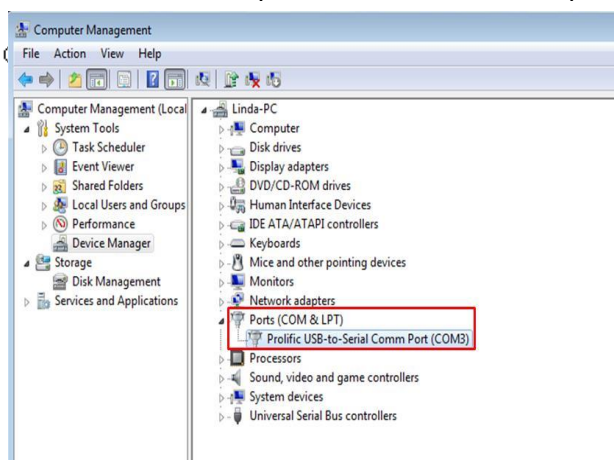 Computer Management
File Action View Help
Computer Management (Local
System Tools
Task Scheduler
Event Viewer
Shared Folders
Local Users and Groups
Performance
Device Manager
Storage
Disk Management
Services and Applications
Linda-PC
Computer
Disk drives
Display adapters
DVD/CD-ROM drives
Human Interface Devices
IDE ATA/ATAPI controllers
Keyboards
Mice and other pointing devices
Monitors
Network adapters
Ports (COM & LPT)
Prolific USB-to-Serial Comm Port (COM3)
Processors
Sound, video and game controllers
System devices
Universal Serial Bus controllers